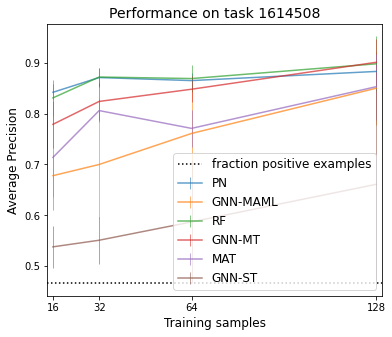 Performance on task 1614508
Average Precision
0.9
0.8
0.7
0.6
0.5
fraction positive examples
PN
GNN-MAML
RF
GNN-MT
MAT
GNN-ST
16
32
64
128
Training samples